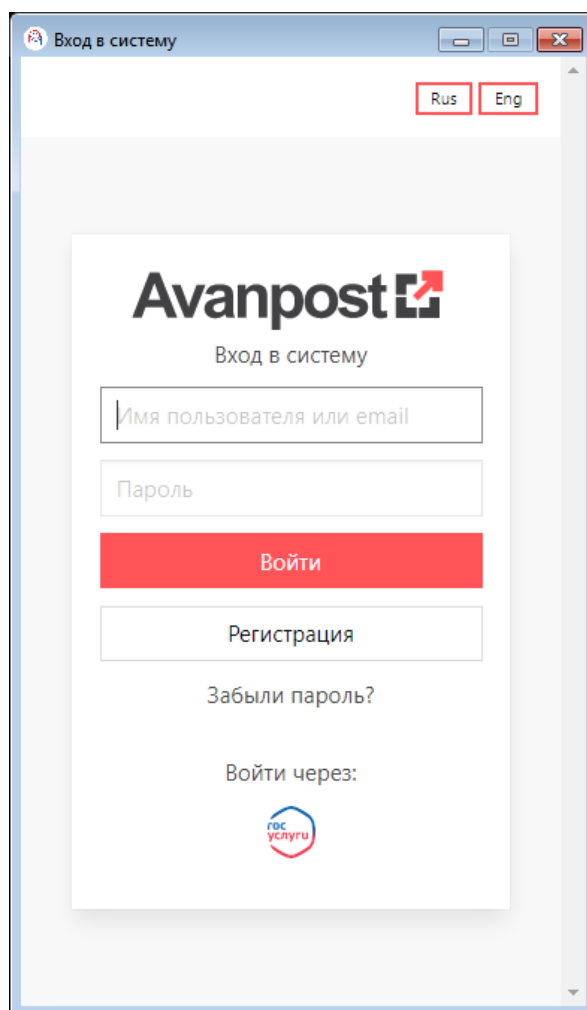 Вход в систему
Rus Eng
Avanpost
Вход в систему
Имя пользователя или email
Пароль
Войти
Регистрация
Забыли пароль?
Войти через:
гос
услуги